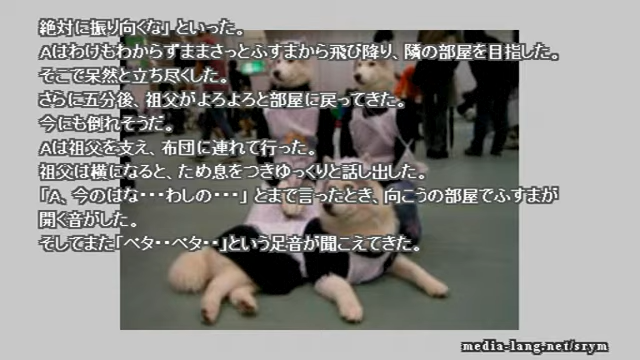 絶対に振り向くな」といった。
Aはわけもわからずままさっとふすまから飛び降り、隣の部屋を目指した。
そこで呆然と立ち尽くした。
さらに五分後、祖父がよろよろと部屋に戻ってきた。
今にも倒れそうだ。
Aは祖父を支え、布団に連れて行った。
祖父は横になると、ため息をつきゆっくりと話し出した。
「A、今のはな・・・わしの・・・」とまで言ったとき、向こうの部屋でふすまが
開く音がした。
そしてまた「ベタ・・ベタ・・」という足音が聞こえてきた。
media-lang-net/srym